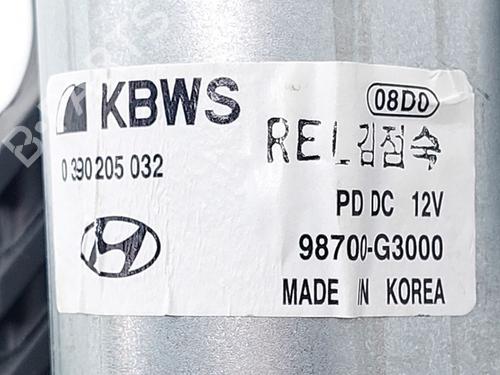 KBWS
08D0
0 390 205 032
REL김점숙
PD DC 12V
98700-G3000
MADE IN KOREA